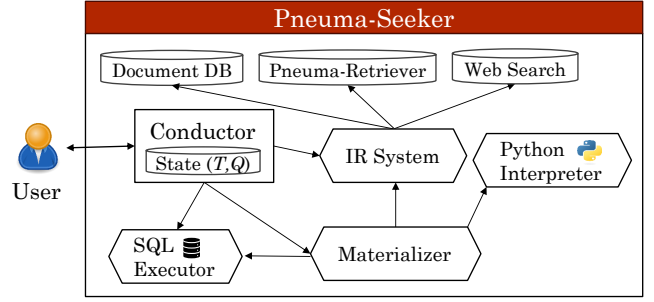 Pneuma-Seeker
Document DB
Pneuma-Retriever
Web Search
Conductor
State (T,Q)
IR System
Python
Interpreter
User
SQL
Executor
Materializer